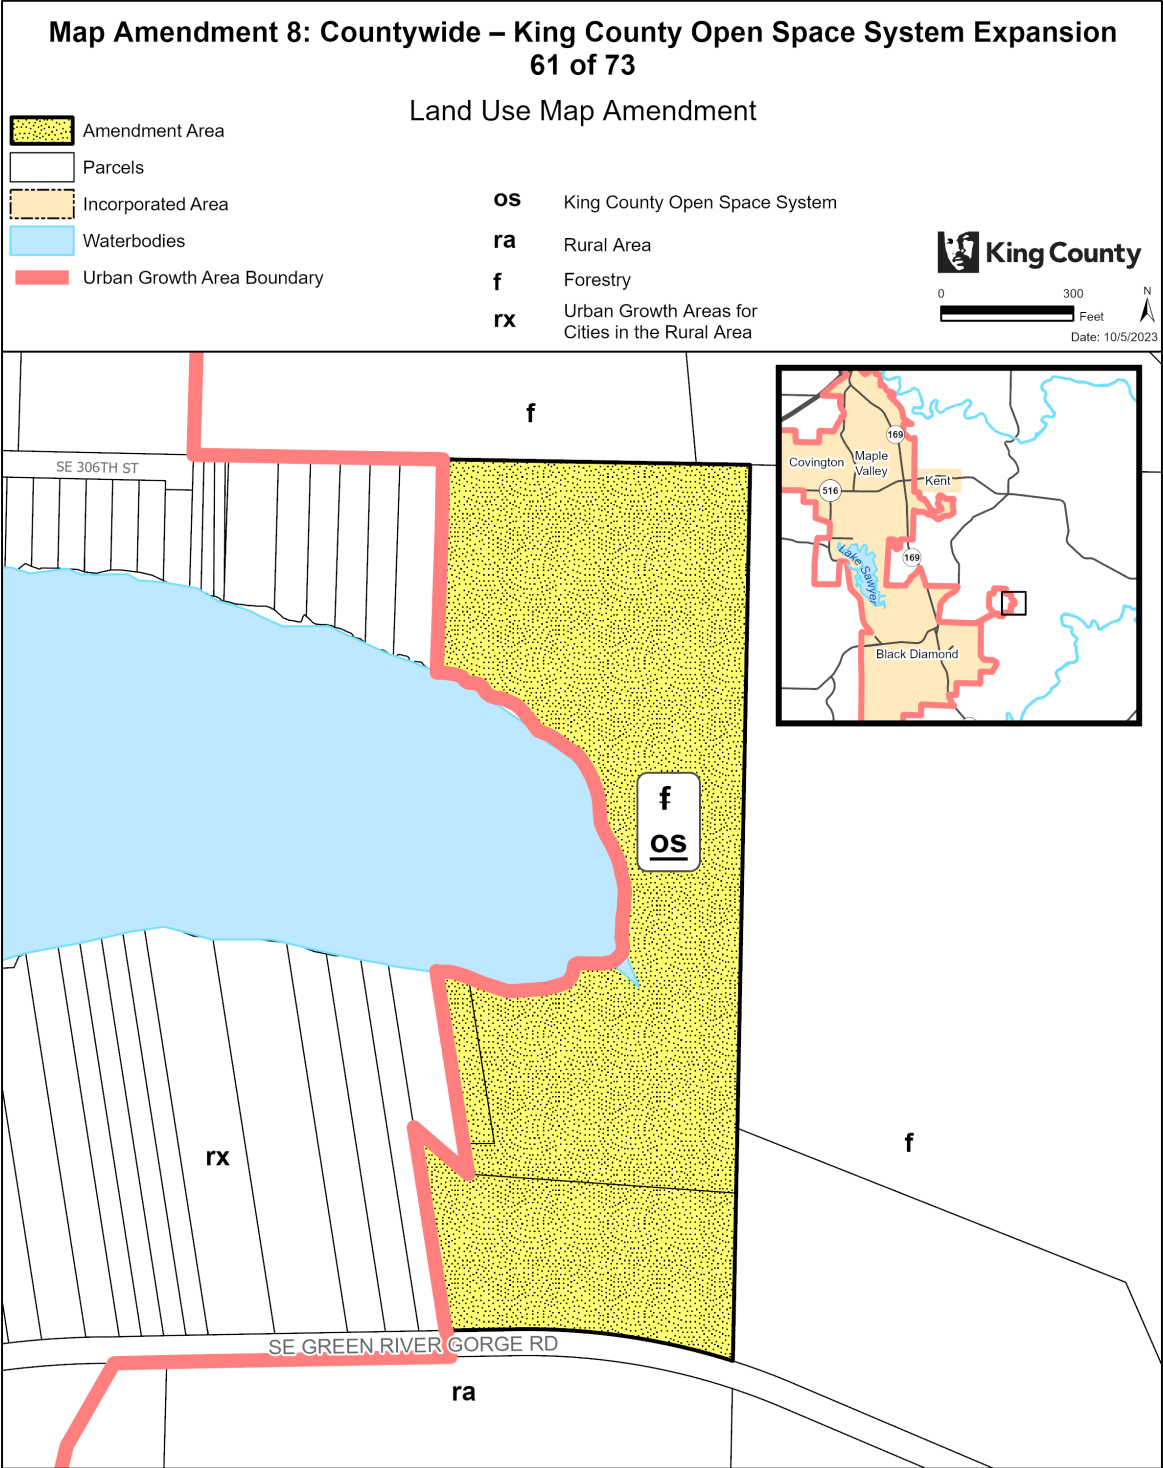 Map Amendment 8: Countywide – King County Open Space System Expansion
61 of 73
Land Use Map Amendment
Amendment Area
Parcels
Incorporated Area
Waterbodies
Urban Growth Area Boundary
os King County Open Space System
ra Rural Area
f Forestry
rx Urban Growth Areas for
Cities in the Rural Area
King County
0 300
Feet
N
Date: 10/5/2023
f
SE 306TH ST
169
Covington
Maple
Valley
Kent
516
169
Lake Sawyer
Black Diamond
f
os
rx
f
SE GREEN RIVER GORGE RD
ra